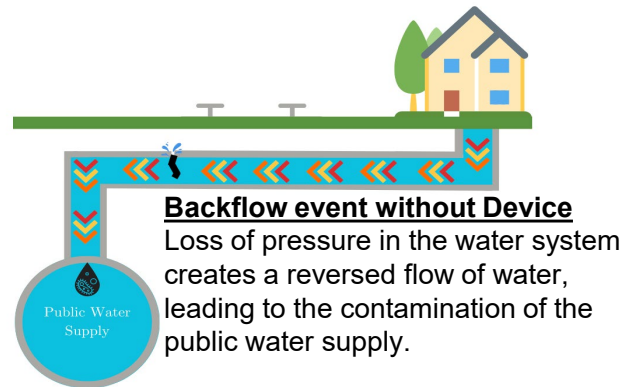 Backflow event without Device
Loss of pressure in the water system
creates a reversed flow of water,
leading to the contamination of the
public water supply.
Public Water
Supply